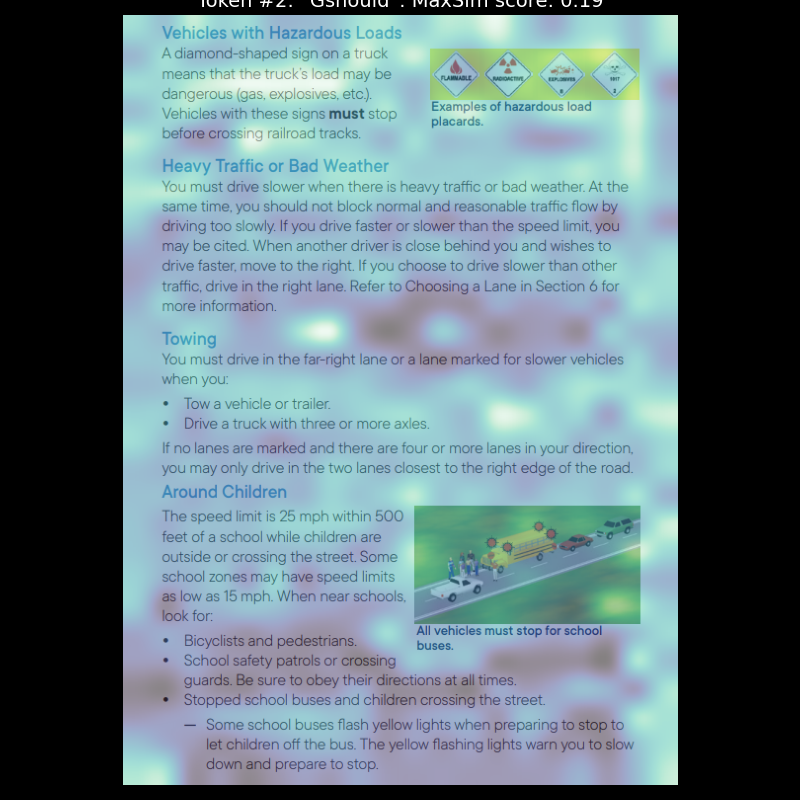 Token #2: "Gshould". MaxSim score: 0.19
Vehicles with Hazardous Loads
A diamond-shaped sign on a truck
means that the truck's load may be
dangerous (gas, explosives, etc.).
Vehicles with these signs must stop
before crossing railroad tracks.
FLAMMABLE
RADIOACTIVE
EXPLOSIVES
1017
2
Examples of hazardous load
placards.
Heavy Traffic or Bad Weather
You must drive slower when there is heavy traffic or bad weather. At the
same time, you should not block normal and reasonable traffic flow by
driving too slowly. If you drive faster or slower than the speed limit, you
may be cited. When another driver is close behind you and wishes to
drive faster, move to the right. If you choose to drive slower than other
traffic, drive in the right lane. Refer to Choosing a Lane in Section 6 for
more information.
Towing
You must drive in the far-right lane or a lane marked for slower vehicles
when you:
• Tow a vehicle or trailer.
• Drive a truck with three or more axles.
If no lanes are marked and there are four or more lanes in your direction,
you may only drive in the two lanes closest to the right edge of the road.
Around Children
The speed limit is 25 mph within 500
feet of a school while children are
outside or crossing the street. Some
school zones may have speed limits
as low as 15 mph. When near schools,
look for:
All vehicles must stop for school
buses.
• Bicyclists and pedestrians.
• School safety patrols or crossing
guards. Be sure to obey their directions at all times.
• Stopped school buses and children crossing the street.
— Some school buses flash yellow lights when preparing to stop to
let children off the bus. The yellow flashing lights warn you to slow
down and prepare to stop.